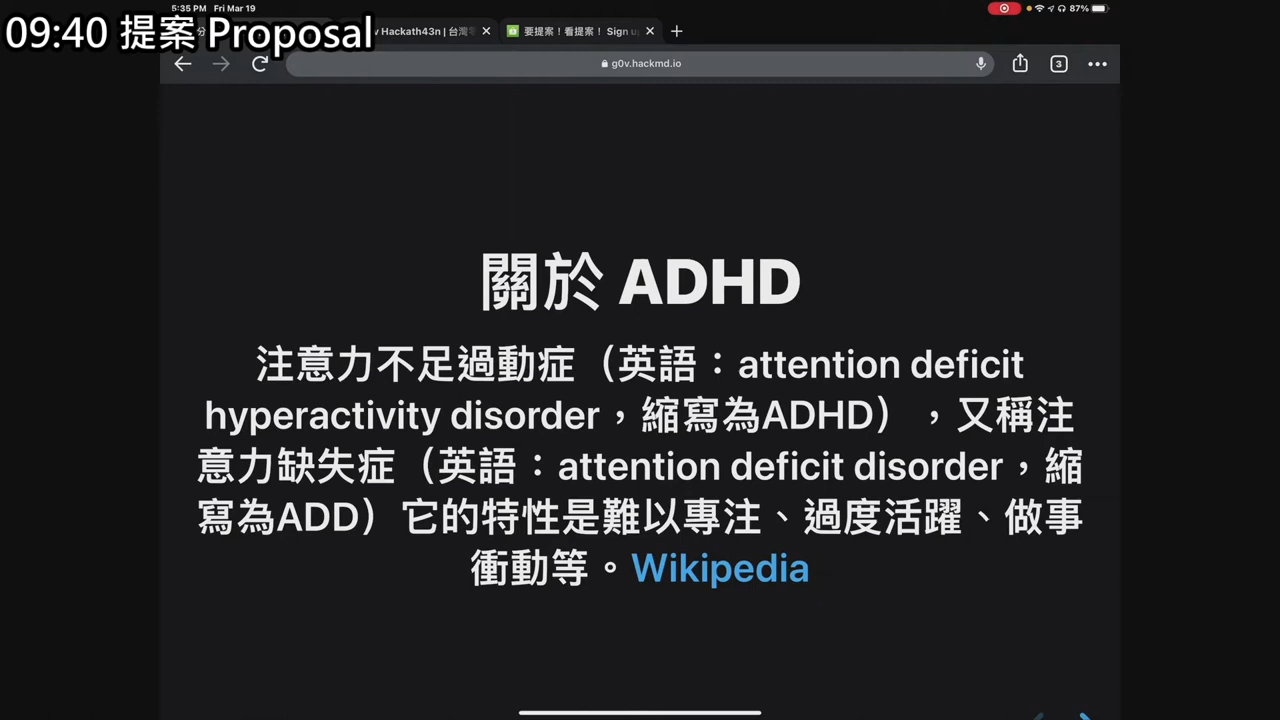 5:35 PM Fri Mar 19
87%
09:40 提案 Proposal
Hackath43n | 台灣
要提案！看提案！ Sign
g0v.hackmd.io
3
關於 ADHD
注意力不足過動症（英語：attention deficit
hyperactivity disorder，縮寫為ADHD），又稱注
意力缺失症（英語：attention deficit disorder，縮
寫為ADD）它的特性是難以專注、過度活躍、做事
衝動等。Wikipedia